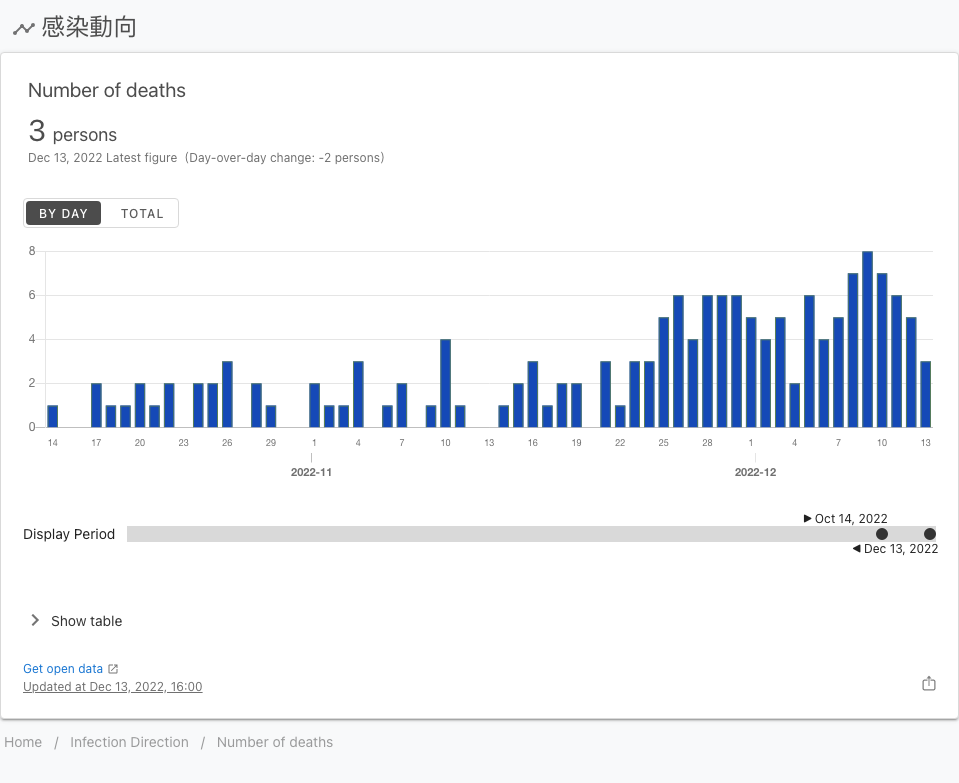 感染動向
Number of deaths
3 persons
Dec 13, 2022 Latest figure (Day-over-day change: -2 persons)
BY DAY TOTAL
8
6
4
2
0
14 17 20 23 26 29 1 4 7 10 13 16 19 22 25 28 1 4 7 10 13
2022-11 2022-12
Oct 14, 2022
Display Period
Dec 13, 2022
Show table
Get open data
Updated at Dec 13, 2022, 16:00
Home / Infection Direction / Number of deaths